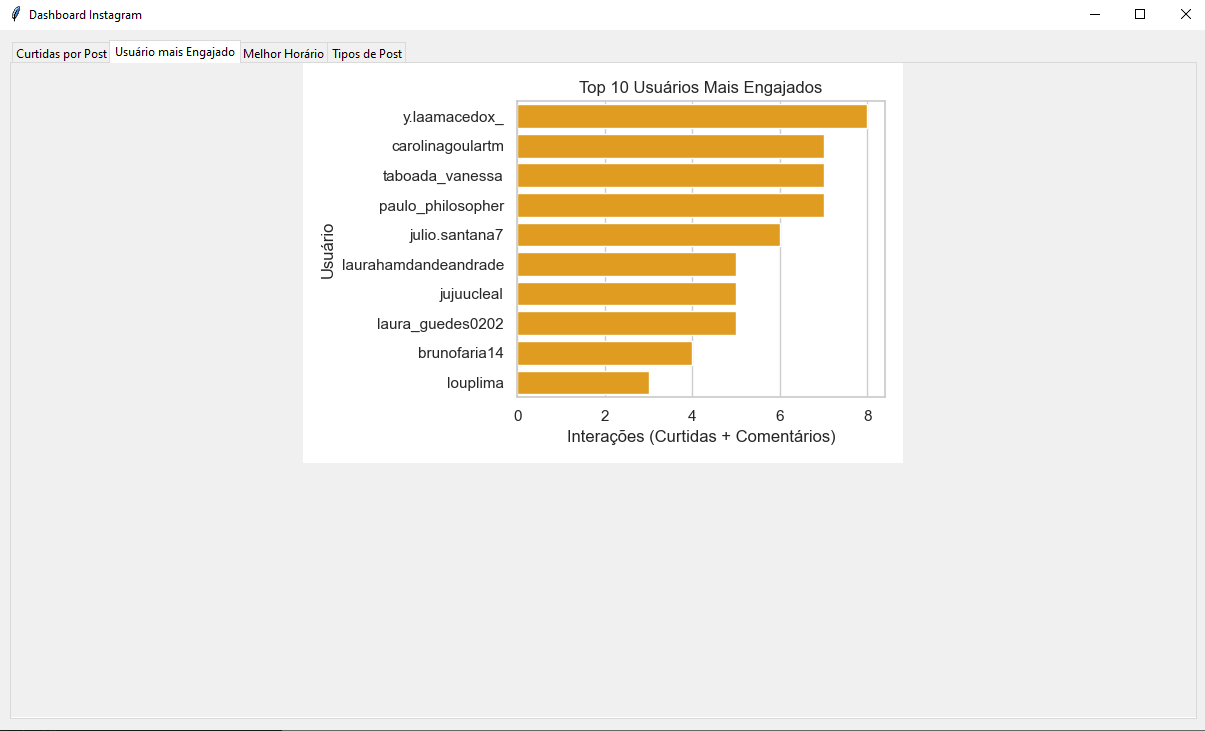 Dashboard Instagram
Curtidas por Post Usuário mais Engajado Melhor Horário Tipos de Post
Top 10 Usuários Mais Engajados
y.laamacedox_
carolinagoulartm
taboada_vanessa
paulo_philosopher
julio.santana7
laurahamdandeandrade
jujuucleal
laura_guedes0202
brunofaria14
louplima
Usuário
0 2 4 6 8
Interações (Curtidas + Comentários)